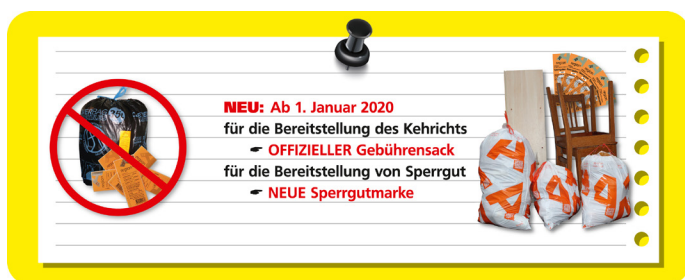 NEU: Ab 1. Januar 2020
für die Bereitstellung des Kehrichts
OFFIZIELLER Gebührensack
für die Bereitstellung von Sperrgut
NEUE Sperrgutmarke